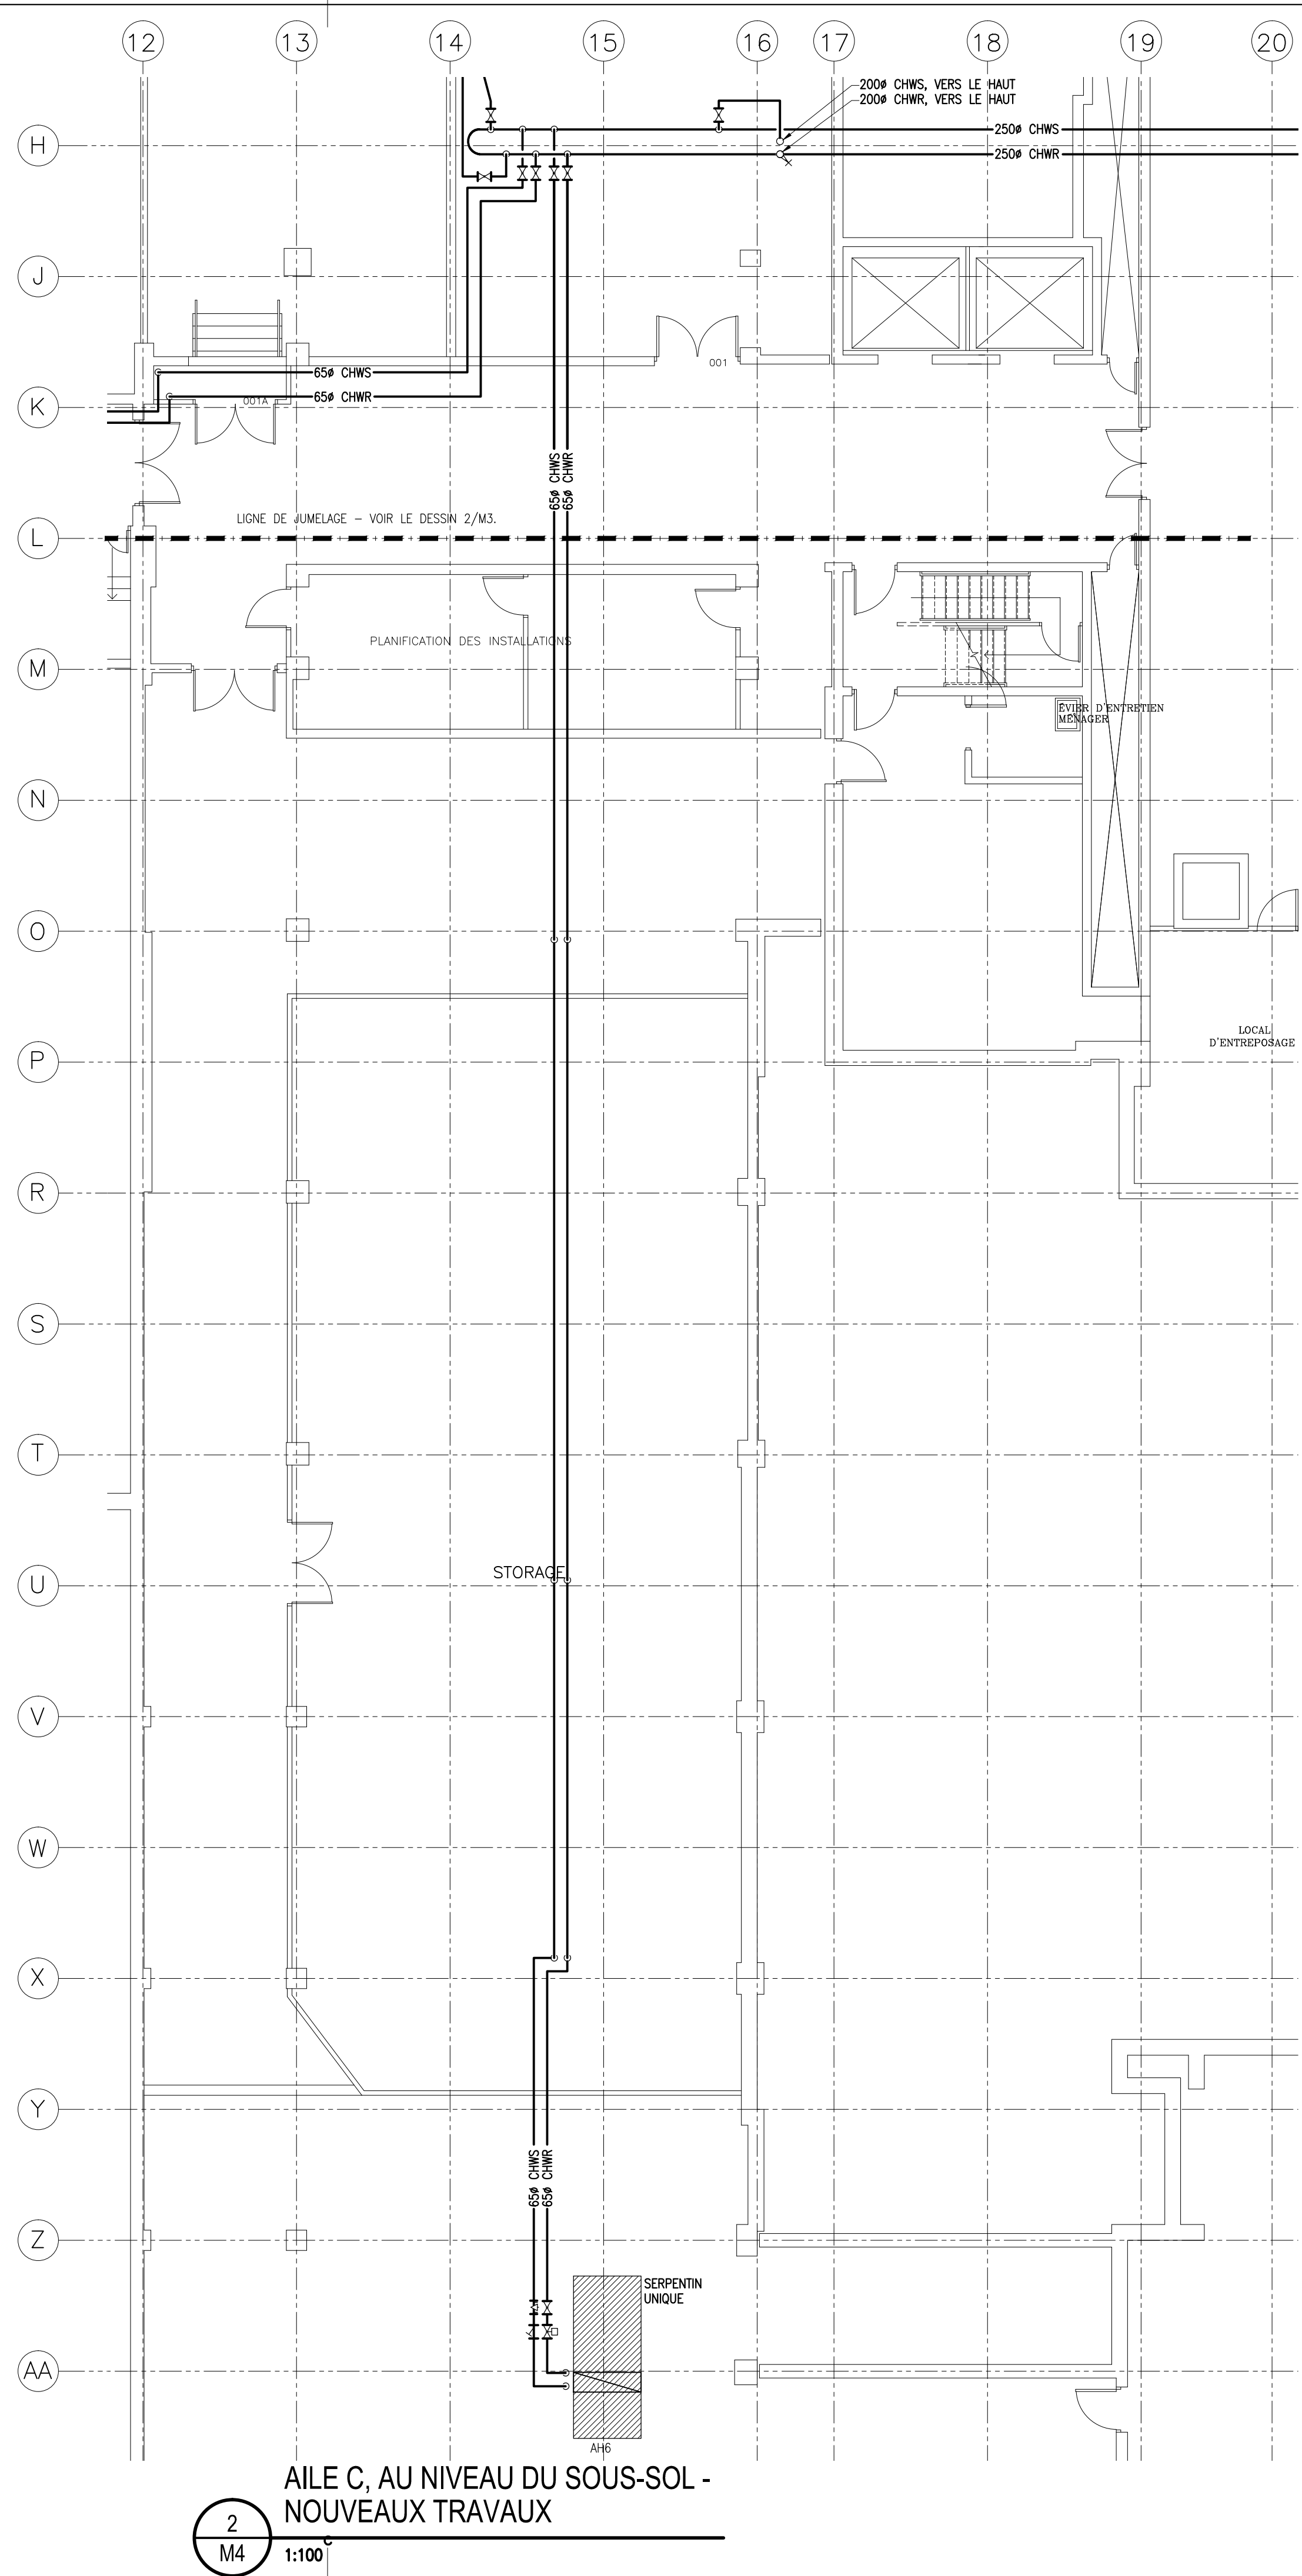 12
13
14
15
16
17
18
19
20
200ø CHWS, VERS LE HAUT
200ø CHWR, VERS LE HAUT
250ø CHWS
H
250ø CHWR
J
001
65ø CHWS
65ø CHWR
001A
K
65ø CHWS
65ø CHWR
LIGNE DE JUMELAGE – VOIR LE DESSIN 2/M3.
L
PLANIFICATION DES INSTALLATIONS
M
ÉVIER D'ENTRETIEN
MÉNAGER
N
O
LOCAL
D'ENTREPOSAGE
P
R
S
T
STORAGE
U
V
W
X
Y
65ø CHWS
65ø CHWR
Z
SERPENTIN
UNIQUE
AA
AH6
AILE C, AU NIVEAU DU SOUS-SOL -
NOUVEAUX TRAVAUX
2
M4
1:100
C